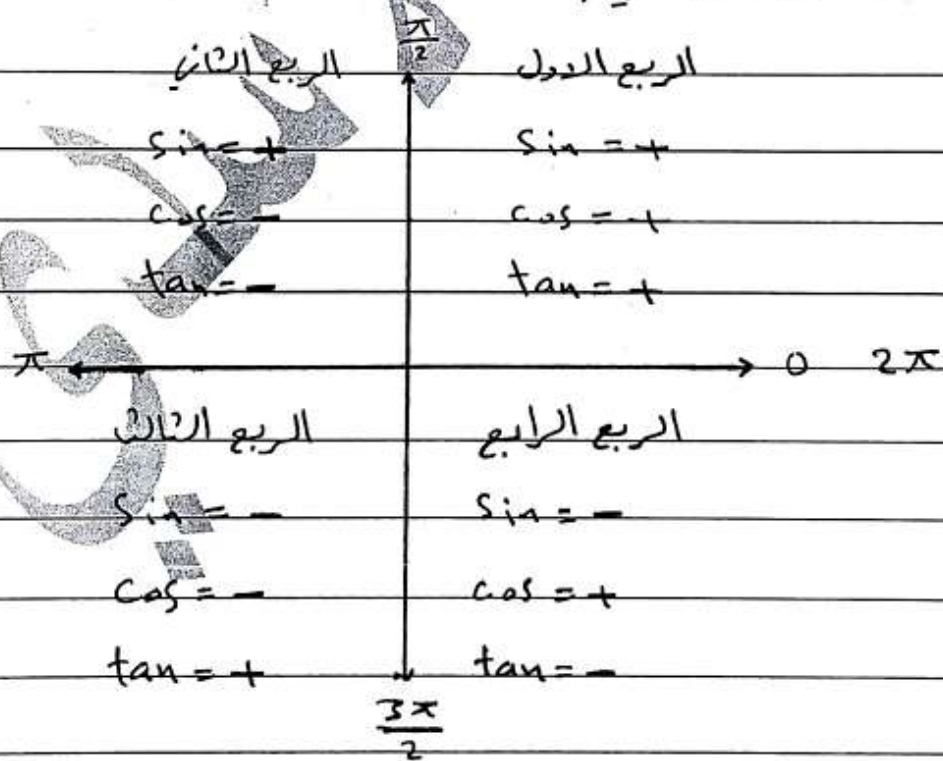 π/2
الربع الثاني الربع الاول
Sin = + Sin = +
cos = - cos = +
tan = - tan = +
π 0 2π
الربع الثالث الربع الرابع
Sin = - Sin = -
Cos = - cos = +
tan = + tan = -
3π/2